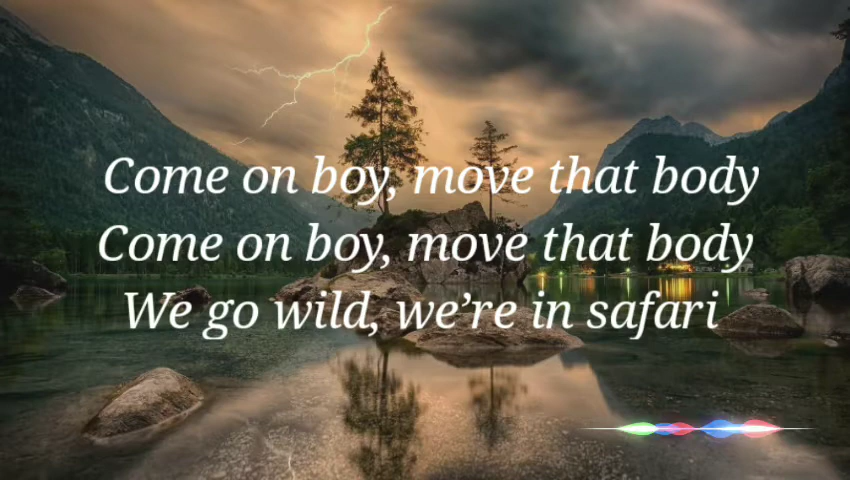 Come on boy, move that body
Come on boy, move that body
We go wild, we’re in safari